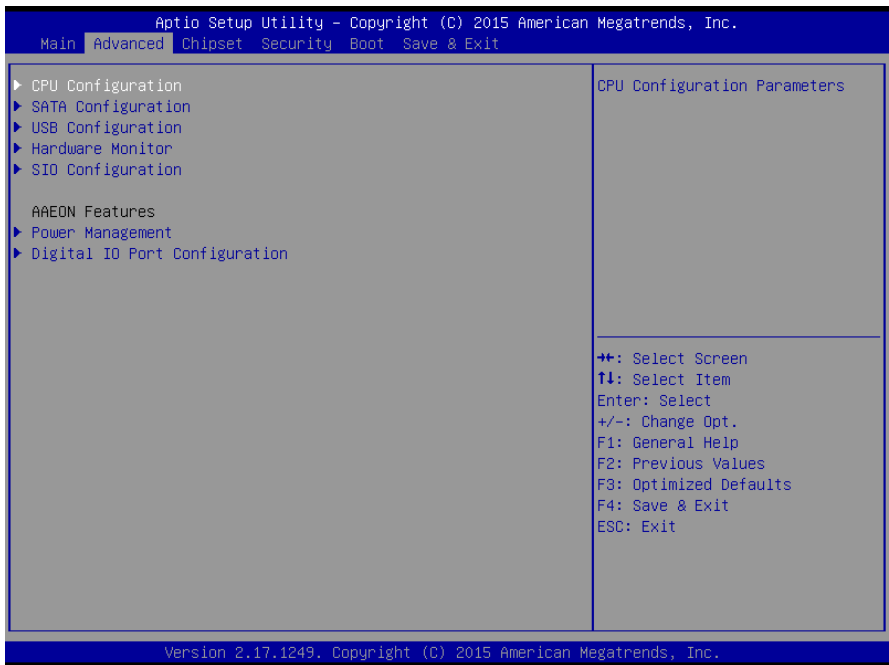 Aptio Setup Utility – Copyright (C) 2015 American Megatrends, Inc.
Main Advanced Chipset Security Boot Save & Exit
▶ CPU Configuration
▶ SATA Configuration
▶ USB Configuration
▶ Hardware Monitor
▶ SIO Configuration
AAEON Features
▶ Power Management
▶ Digital IO Port Configuration
CPU Configuration Parameters
→←: Select Screen
↑↓: Select Item
Enter: Select
+/-: Change Opt.
F1: General Help
F2: Previous Values
F3: Optimized Defaults
F4: Save & Exit
ESC: Exit
Version 2.17.1249. Copyright (C) 2015 American Megatrends, Inc.